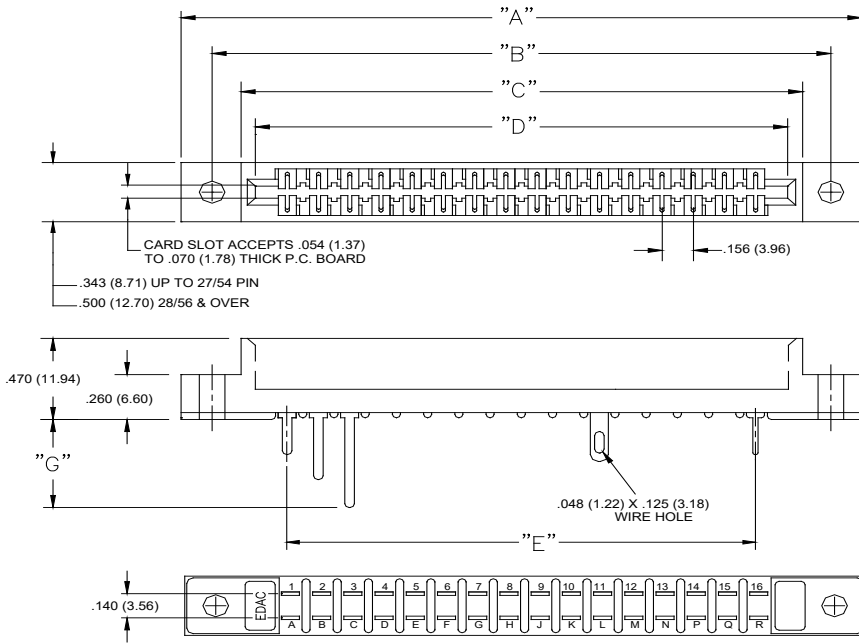 "A"
"B"
"C"
"D"
CARD SLOT ACCEPTS .054 (1.37)
TO .070 (1.78) THICK P.C. BOARD
.156 (3.96)
.343 (8.71) UP TO 27/54 PIN
.500 (12.70) 28/56 & OVER
.470 (11.94)
.260 (6.60)
"G"
.048 (1.22) X .125 (3.18)
WIRE HOLE
"E"
.140 (3.56)
EDAC
1 2 3 4 5 6 7 8 9 10 11 12 13 14 15 16
A B C D E F G H J K L M N P Q R